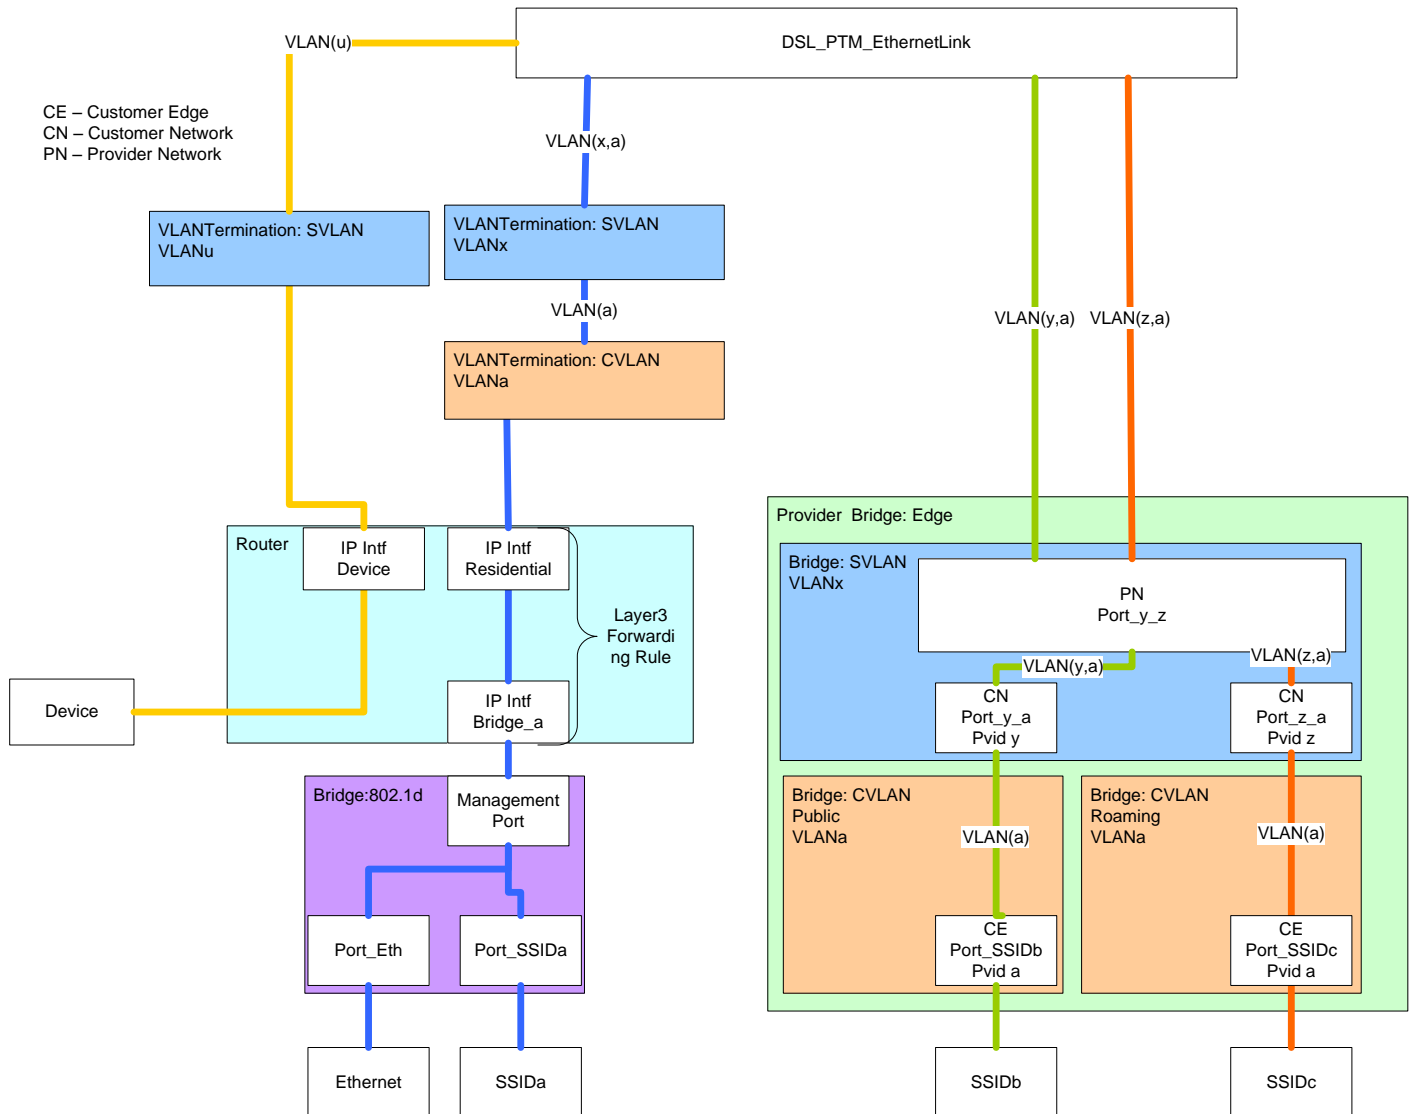 DSL_PTM_EthernetLink
VLAN(u)
CE – Customer Edge
CN – Customer Network
PN – Provider Network
VLAN(x,a)
VLANTermination: SVLAN
VLANu
VLANTermination: SVLAN
VLANx
VLAN(a)
VLAN(y,a)
VLAN(z,a)
VLANTermination: CVLAN
VLANa
Router
IP Intf
Device
IP Intf
Residential
Layer3
Forwardi
ng Rule
IP Intf
Bridge_a
Device
Bridge:802.1d
Management
Port
Port_Eth
Port_SSIDa
Ethernet
SSIDa
Provider Bridge: Edge
Bridge: SVLAN
VLANx
PN
Port_y_z
VLAN(y,a)
VLAN(z,a)
CN
Port_y_a
Pvid y
CN
Port_z_a
Pvid z
Bridge: CVLAN
Public
VLANa
VLAN(a)
Bridge: CVLAN
Roaming
VLANa
VLAN(a)
CE
Port_SSIDb
Pvid a
CE
Port_SSIDc
Pvid a
SSIDb
SSIDc